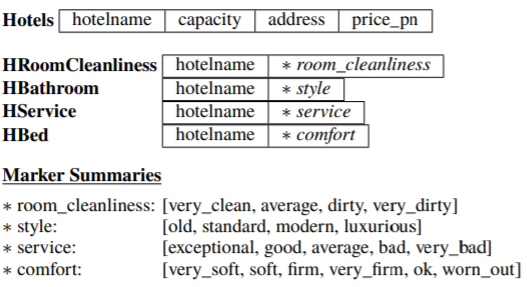 Hotels hotelname capacity address price_pn
HRoomCleanliness hotelname * room_cleanliness
HBathroom hotelname * style
HService hotelname * service
HBed hotelname * comfort
Marker Summaries
* room_cleanliness: [very_clean, average, dirty, very_dirty]
* style: [old, standard, modern, luxurious]
* service: [exceptional, good, average, bad, very_bad]
* comfort: [very_soft, soft, firm, very_firm, ok, worn_out]